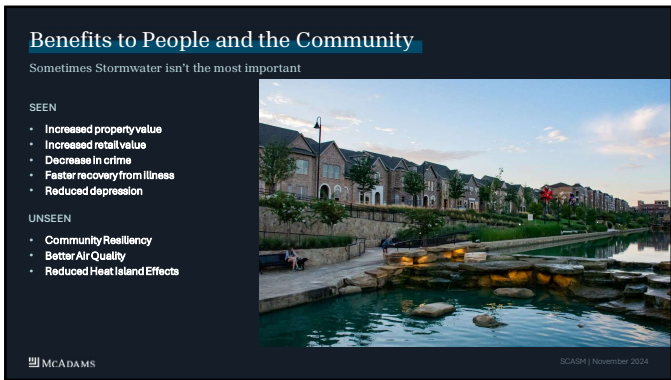 Benefits to People and the Community
Sometimes Stormwater isn't the most important
SEEN
• Increased property value
• Increased retail value
• Decrease in crime
• Faster recovery from illness
• Reduced depression
UNSEEN
• Community Resiliency
• Better Air Quality
• Reduced Heat Island Effects
McADAMS
SCASM | November 2024